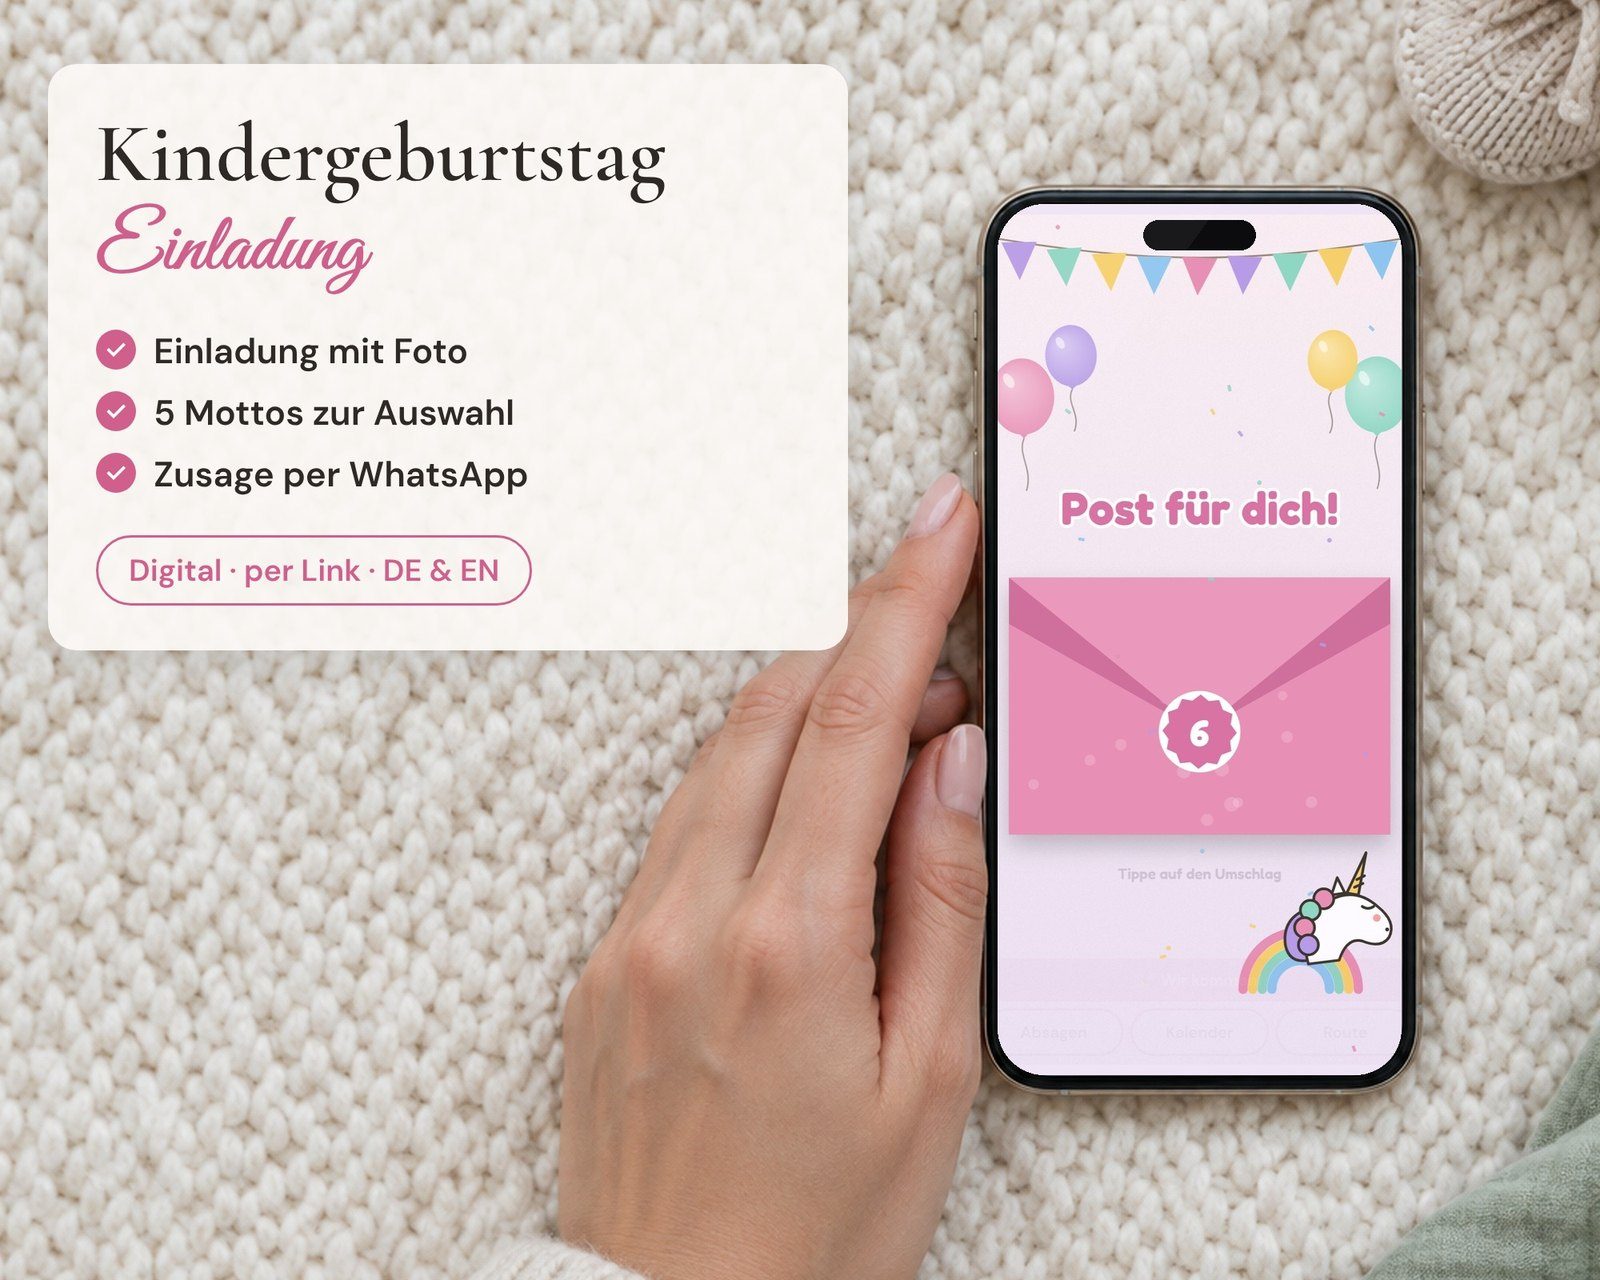 Kindergeburtstag
Einladung
Einladung mit Foto
5 Mottos zur Auswahl
Zusage per WhatsApp
Digital · per Link · DE & EN
Post für dich!
6
Tippe auf den Umschlag
Absagen
Kalender
Route